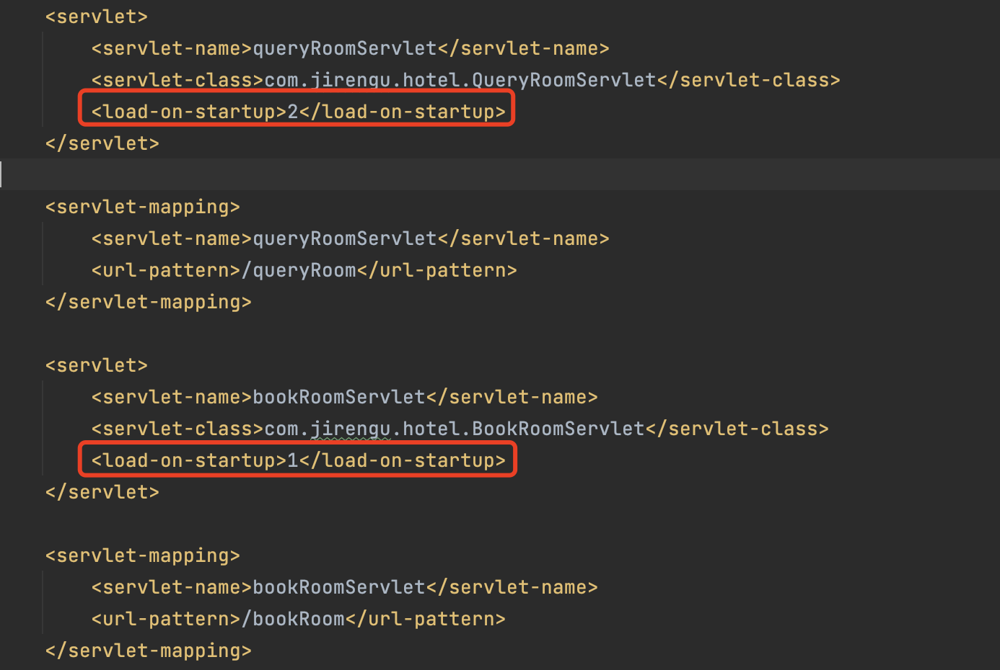 <servlet>
<servlet-name>queryRoomServlet</servlet-name>
<servlet-class>com.jirengu.hotel.QueryRoomServlet</servlet-class>
<load-on-startup>2</load-on-startup>
</servlet>
<servlet-mapping>
<servlet-name>queryRoomServlet</servlet-name>
<url-pattern>/queryRoom</url-pattern>
</servlet-mapping>
<servlet>
<servlet-name>bookRoomServlet</servlet-name>
<servlet-class>com.jirengu.hotel.BookRoomServlet</servlet-class>
<load-on-startup>1</load-on-startup>
</servlet>
<servlet-mapping>
<servlet-name>bookRoomServlet</servlet-name>
<url-pattern>/bookRoom</url-pattern>
</servlet-mapping>